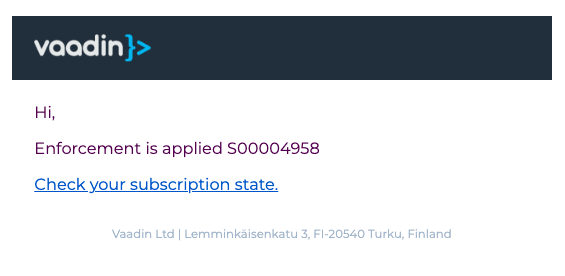 vaadin}>
Hi,
Enforcement is applied S00004958
Check your subscription state.
Vaadin Ltd | Lemminkäisenkatu 3, FI-20540 Turku, Finland